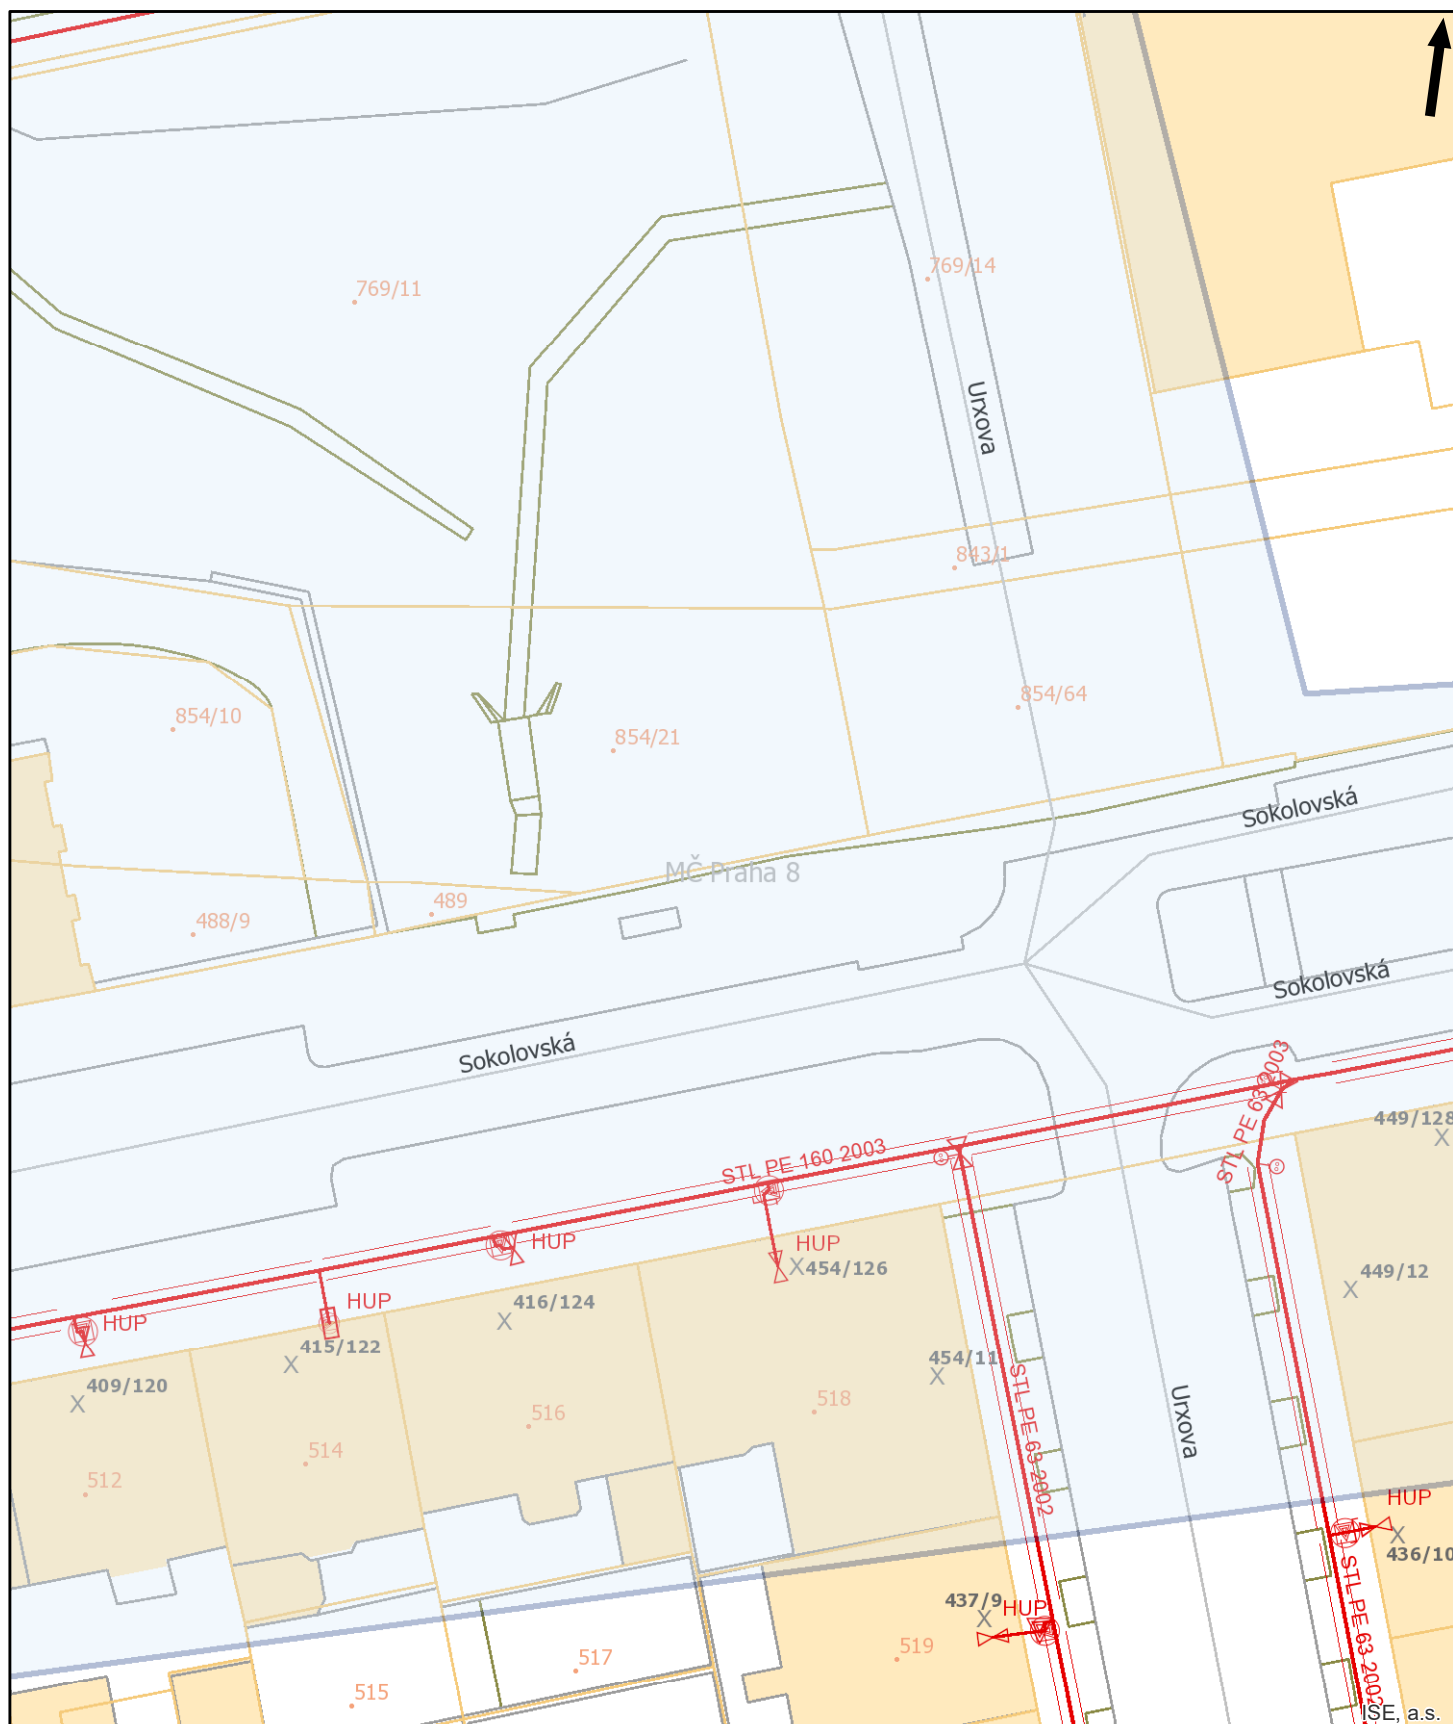 769/14
769/11
Urxova
843/1
854/64
854/10
854/21
Sokolovská
MČ Praha 8
489
488/9
Sokolovská
Sokolovská
STL PE 63 2003
449/128
STL PE 160 2003
HUP
HUP
454/126
449/12
HUP
416/124
HUP
415/122
454/11
409/120
STL PE 63 2002
Urxova
518
516
514
512
HUP
436/10
STL PE 63 2002
437/9
HUP
519
517
515
ISE, a.s.